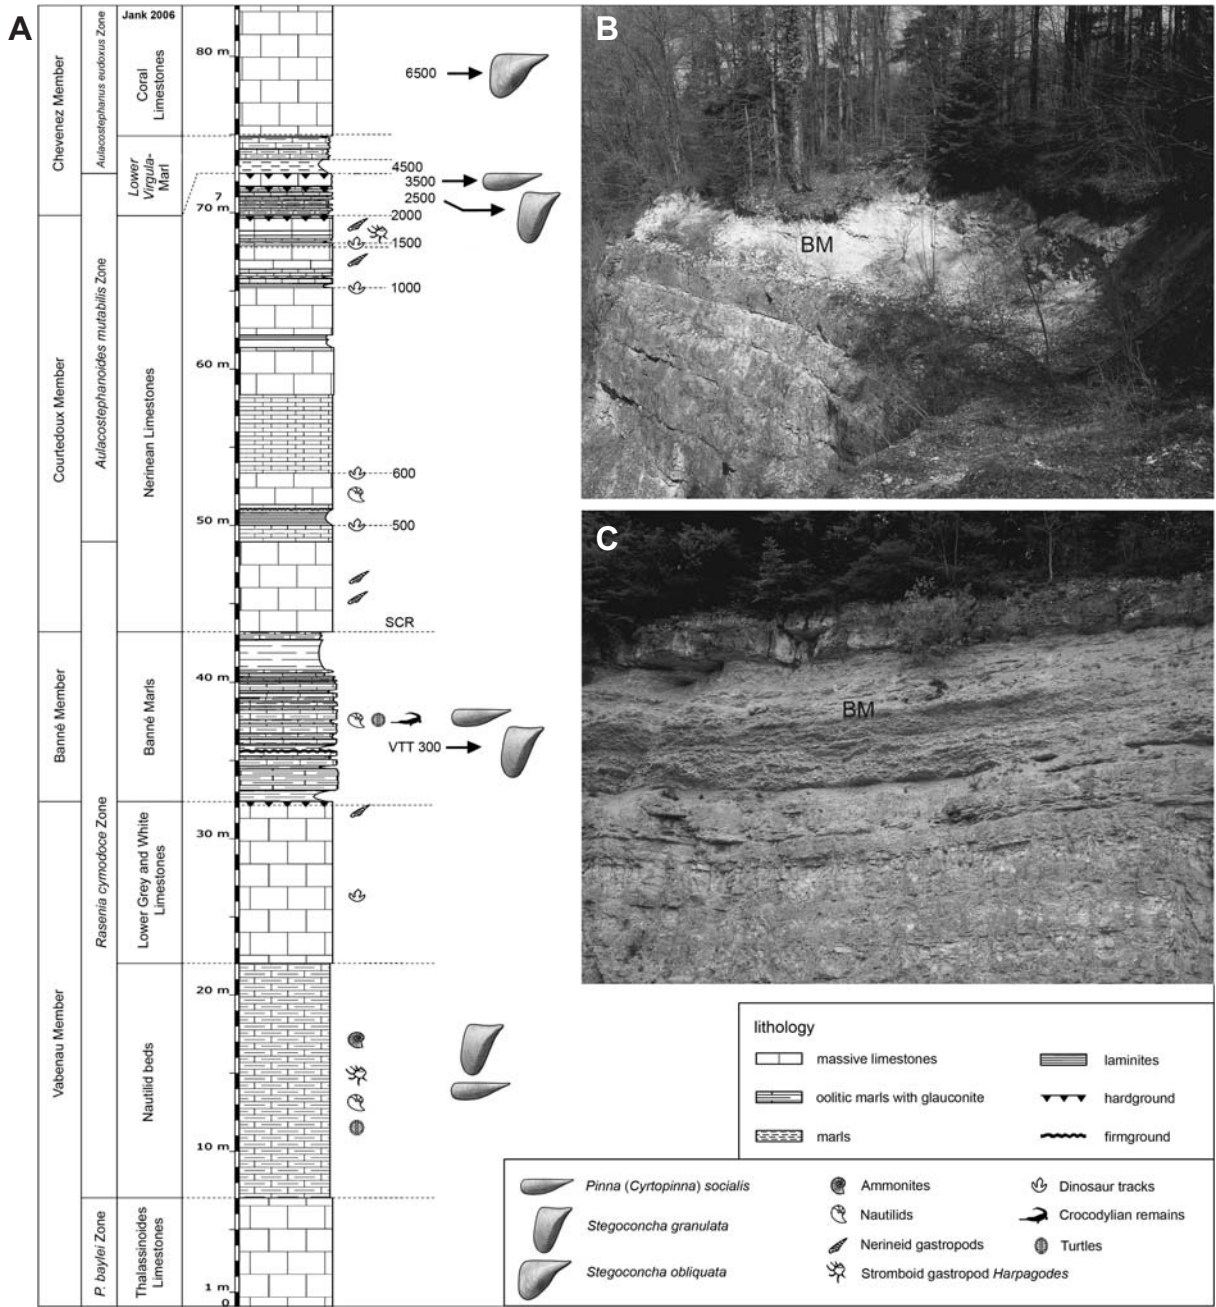 A
Jank 2006
Chevenez Member
Courtedoux Member
Banné Member
Vabenau Member
Aulacostephanus eudoxus Zone
Aulacostephanoides mutabilis Zone
Rasenia cymodoce Zone
P. baylei Zone
Coral
Limestones
Lower
Virgula-
Marl
Nerinean Limestones
Banné Marls
Lower Grey and White
Limestones
Nautilid beds
Thalassinoides
Limestones
80 m
7
70 m
60 m
50 m
40 m
30 m
20 m
10 m
1 m
0
6500
4500
3500
2500
2000
1500
1000
600
500
SCR
VTT 300
B
BM
C
BM
lithology
massive limestones
oolitic marls with glauconite
marls
laminites
hardground
firmground
Pinna (Cyrtopinna) socialis
Stegoconcha granulata
Stegoconcha obliquata
Ammonites
Nautilids
Nerineid gastropods
Stromboid gastropod Harpagodes
Dinosaur tracks
Crocodylian remains
Turtles